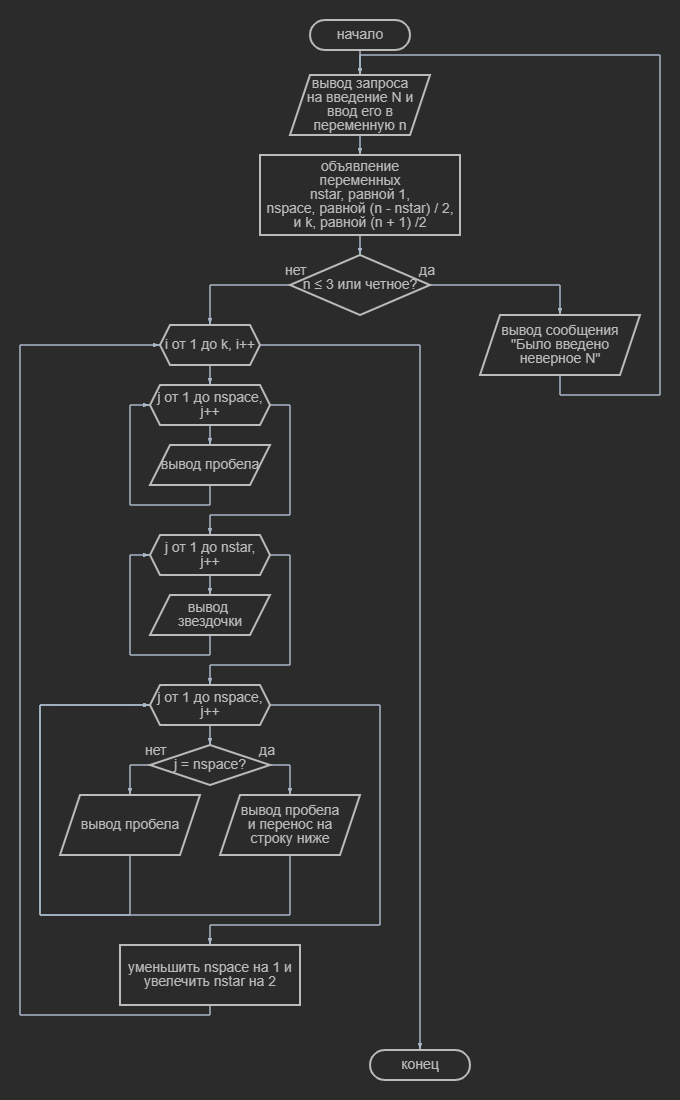 начало
вывод запроса
на введение N и
ввод его в
переменную n
объявление
переменных
nstar, равной 1,
nspace, равной (n - nstar) / 2,
и k, равной (n + 1) /2
нет
да
n ≤ 3 или четное?
i от 1 до k, i++
вывод сообщения
"Было введено
неверное N"
j от 1 до nspace,
j++
вывод пробела
j от 1 до nstar,
j++
вывод
звездочки
j от 1 до nspace,
j++
нет
да
j = nspace?
вывод пробела
вывод пробела
и перенос на
строку ниже
уменьшить nspace на 1 и
увелечить nstar на 2
конец